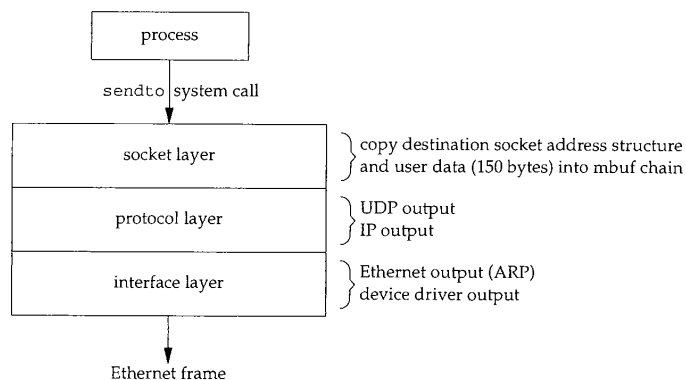 process
sendto system call
socket layer
copy destination socket address structure
and user data (150 bytes) into mbuf chain
protocol layer
UDP output
IP output
interface layer
Ethernet output (ARP)
device driver output
Ethernet frame